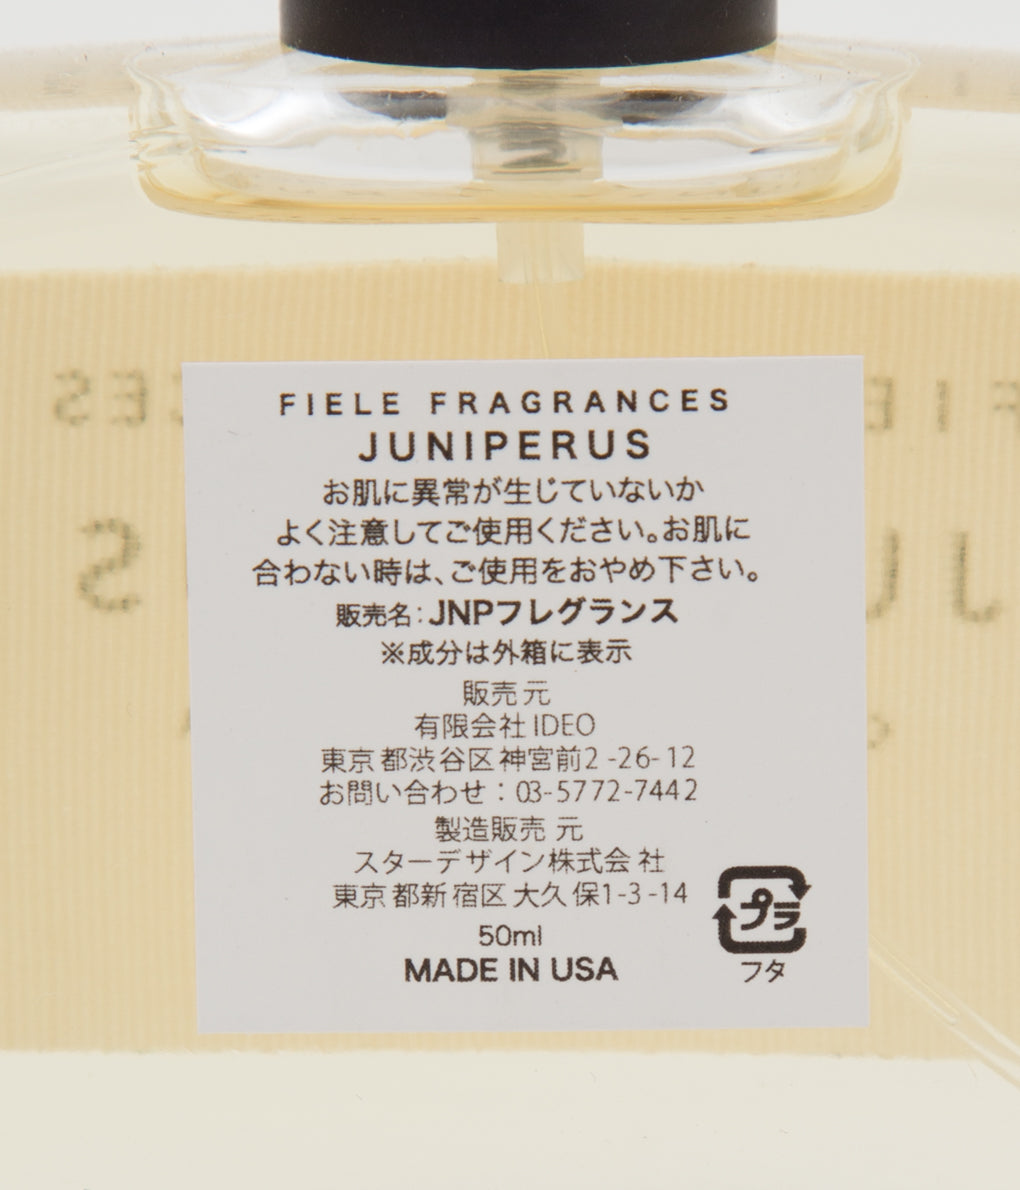 FIELE FRAGRANCES
JUNIPERUS
お肌に異常が生じていないか
よく注意してご使用ください。お肌に
合わない時は、ご使用をおやめ下さい。
販売名：JNPフレグランス
※成分は外箱に表示
販売元
有限会社 IDEO
東京都渋谷区神宮前2-26-12
お問い合わせ：03-5772-7442
製造販売元
スターデザイン株式会社
東京都新宿区大久保1-3-14
50ml
MADE IN USA
プラ
フタ